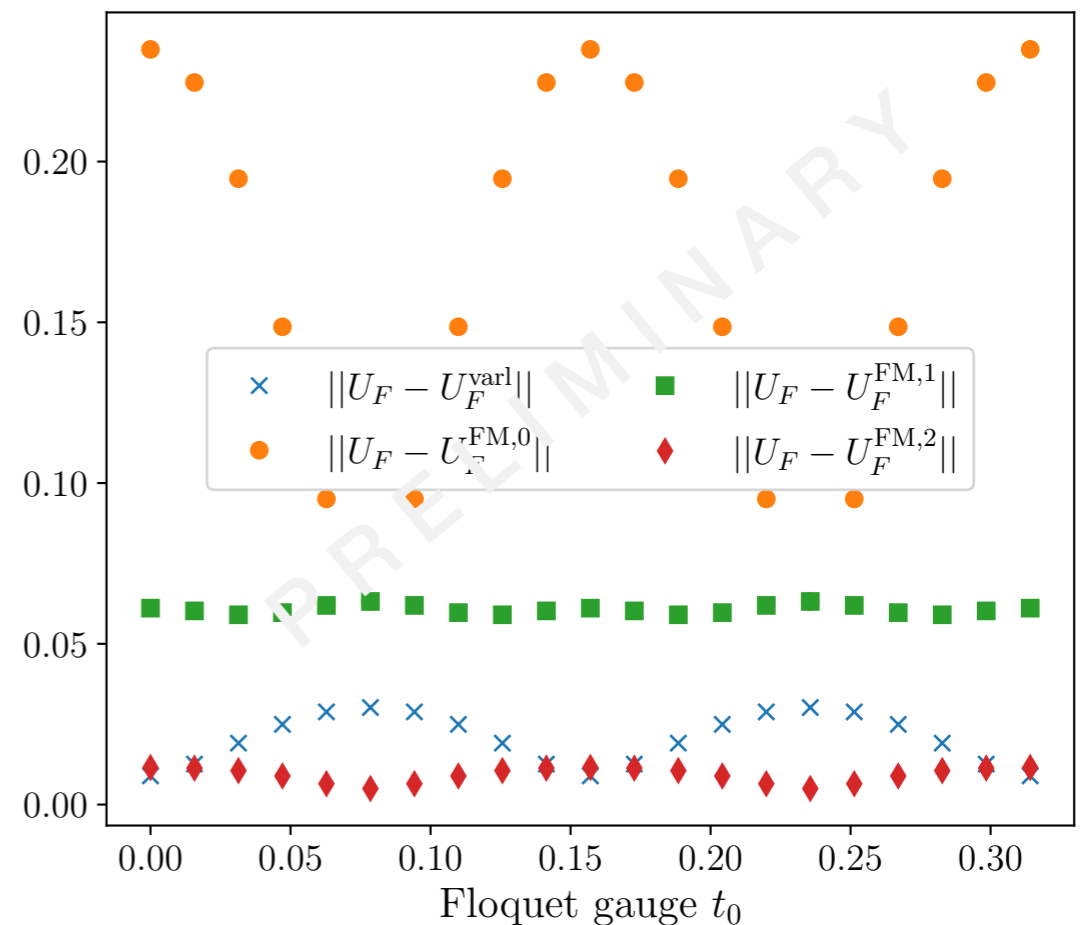 0.20
0.15
0.10
0.05
0.00
||U_F − U_F^varl||
||U_F − U_F^FM,0||
||U_F − U_F^FM,1||
||U_F − U_F^FM,2||
PRELIMINARY
0.00 0.05 0.10 0.15 0.20 0.25 0.30
Floquet gauge t_0